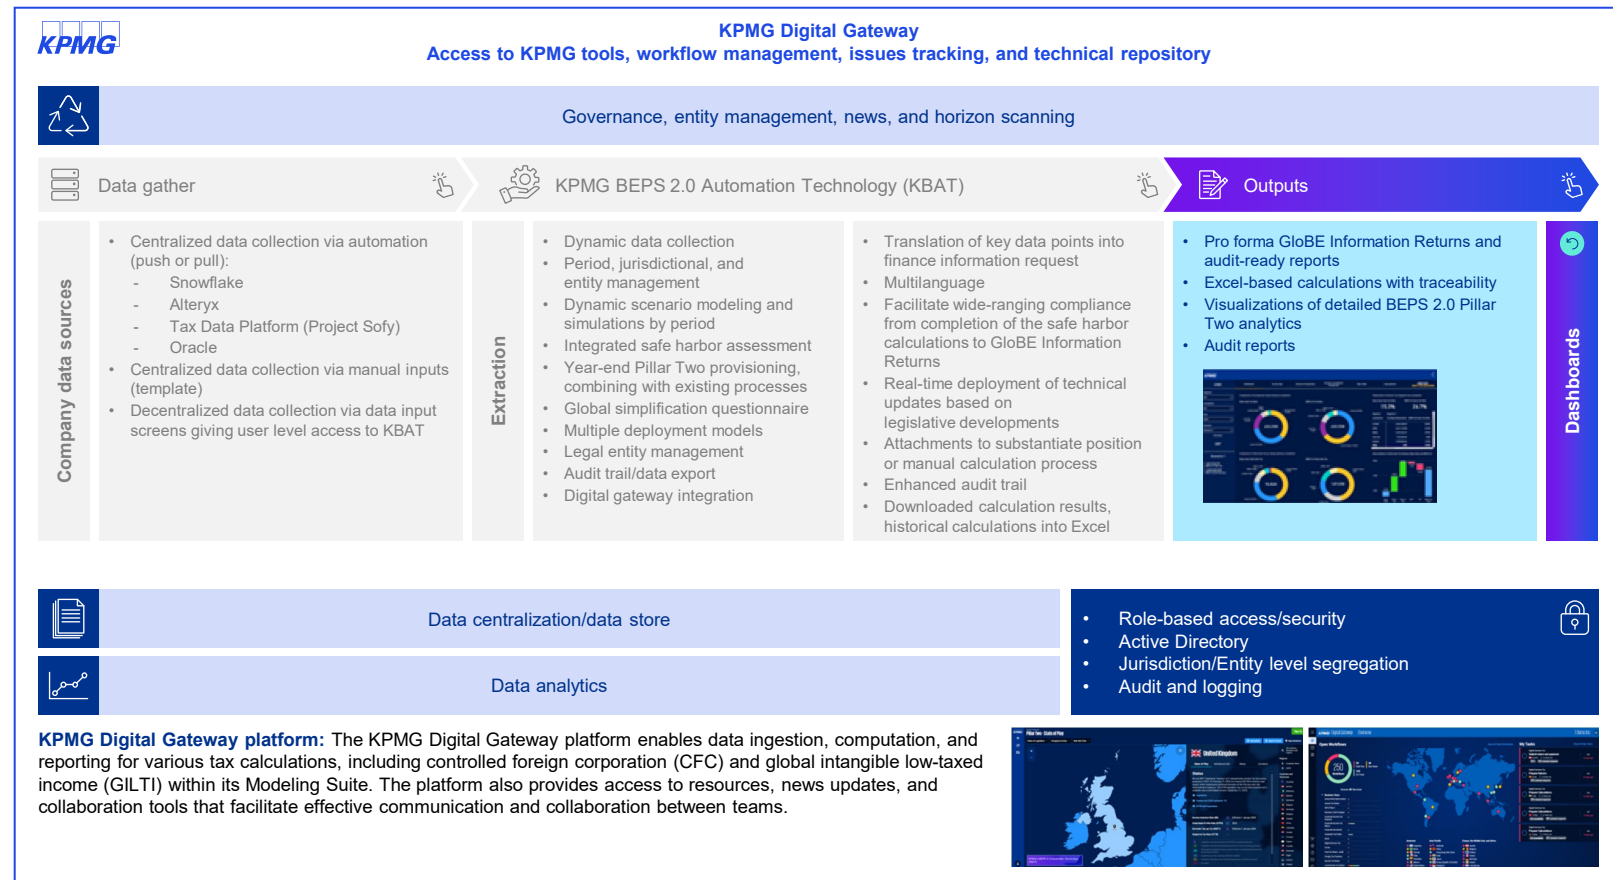 KPMG
KPMG Digital Gateway
Access to KPMG tools, workflow management, issues tracking, and technical repository
Governance, entity management, news, and horizon scanning
Data gather
KPMG BEPS 2.0 Automation Technology (KBAT)
Outputs
Company data sources
• Centralized data collection via automation
(push or pull):
- Snowflake
- Alteryx
- Tax Data Platform (Project Sofy)
- Oracle
• Centralized data collection via manual inputs
(template)
• Decentralized data collection via data input
screens giving user level access to KBAT
Extraction
• Dynamic data collection
• Period, jurisdictional, and
entity management
• Dynamic scenario modeling and
simulations by period
• Integrated safe harbor assessment
• Year-end Pillar Two provisioning,
combining with existing processes
• Global simplification questionnaire
• Multiple deployment models
• Legal entity management
• Audit trail/data export
• Digital gateway integration
• Translation of key data points into
finance information request
• Multilanguage
• Facilitate wide-ranging compliance
from completion of the safe harbor
calculations to GloBE Information
Returns
• Real-time deployment of technical
updates based on
legislative developments
• Attachments to substantiate position
or manual calculation process
• Enhanced audit trail
• Downloaded calculation results,
historical calculations into Excel
• Pro forma GloBE Information Returns and
audit-ready reports
• Excel-based calculations with traceability
• Visualizations of detailed BEPS 2.0 Pillar
Two analytics
• Audit reports
Dashboards
Data centralization/data store
Data analytics
• Role-based access/security
• Active Directory
• Jurisdiction/Entity level segregation
• Audit and logging
KPMG Digital Gateway platform: The KPMG Digital Gateway platform enables data ingestion, computation, and
reporting for various tax calculations, including controlled foreign corporation (CFC) and global intangible low-taxed
income (GILTI) within its Modeling Suite. The platform also provides access to resources, news updates, and
collaboration tools that facilitate effective communication and collaboration between teams.
Pillar Two - State of Play
United Kingdom
Status
Open Workflows
250
My Tasks